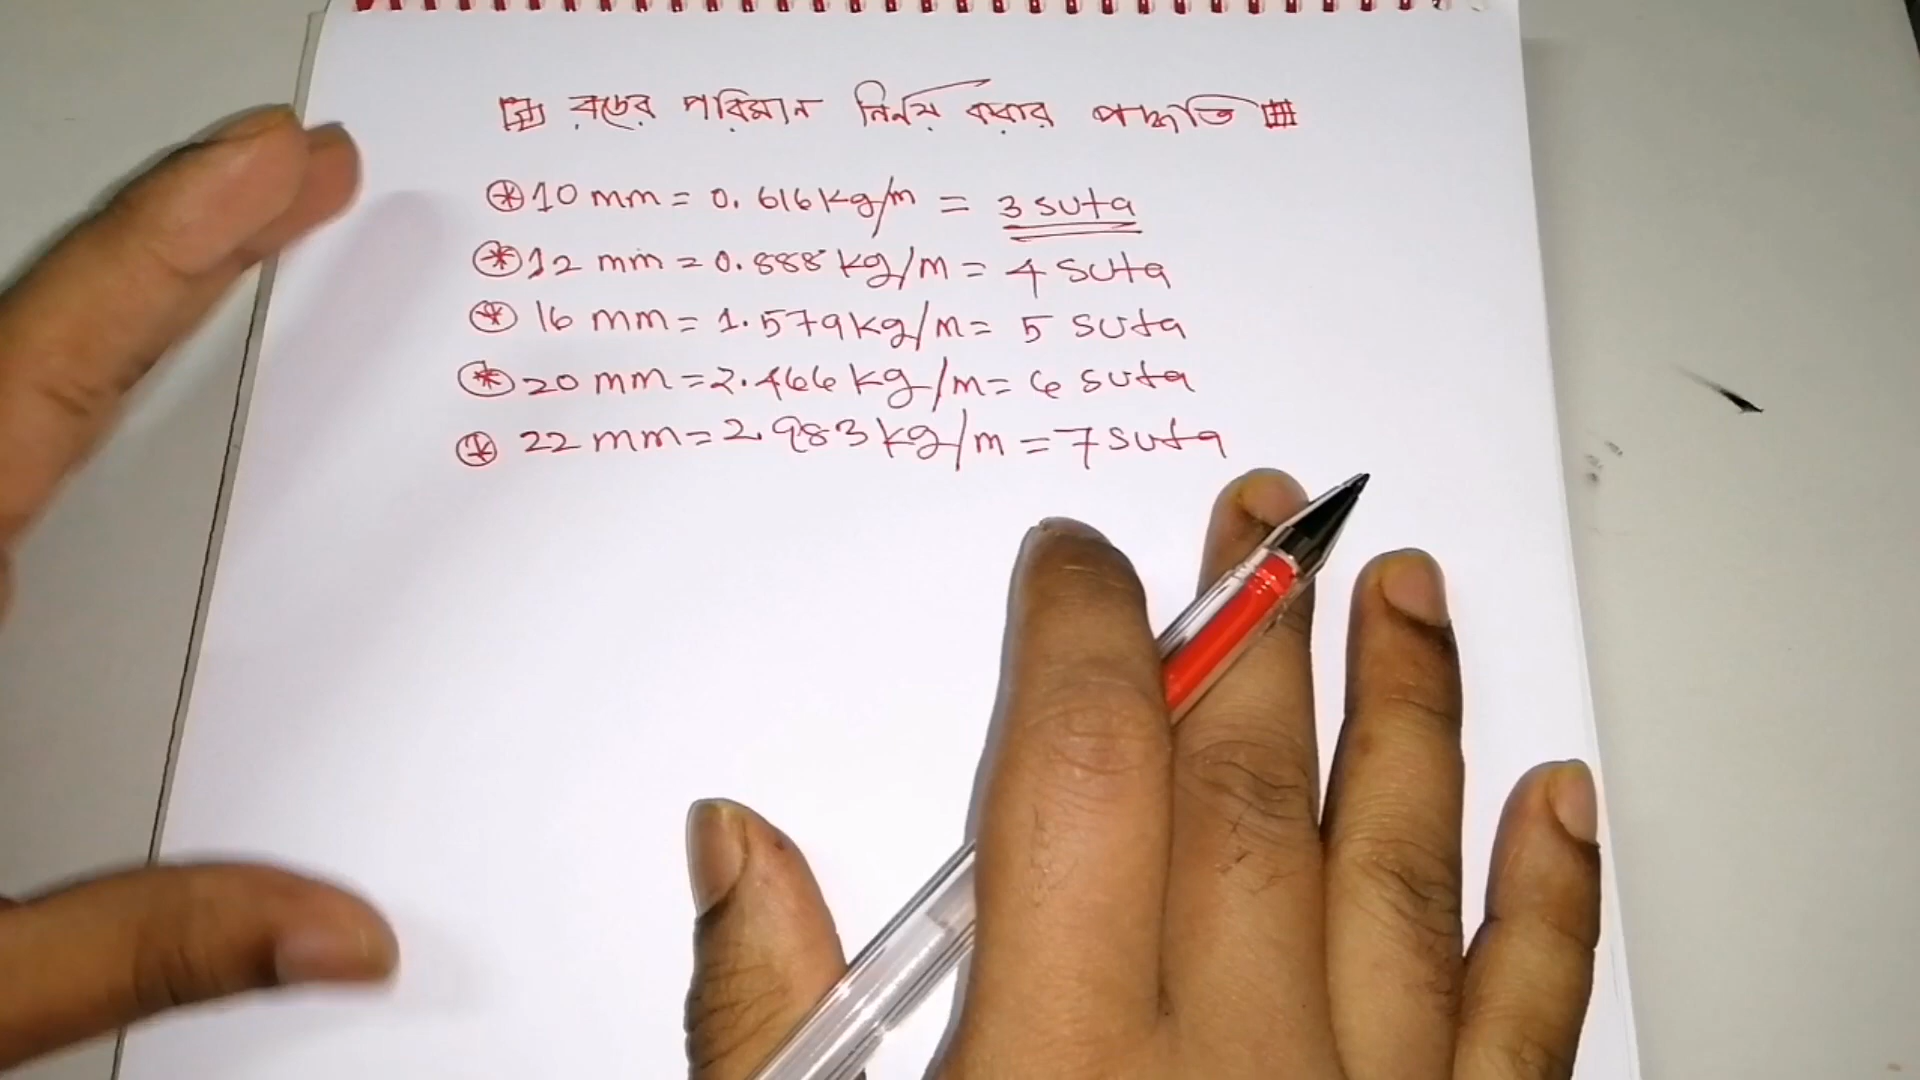 রডের পরিমান নির্নয় করার পদ্ধতি
10 mm = 0.616 kg/m = 3 suta
12 mm = 0.888 kg/m = 4 suta
16 mm = 1.579 kg/m = 5 suta
20 mm = 2.466 kg/m = 6 suta
22 mm = 2.983 kg/m = 7 suta